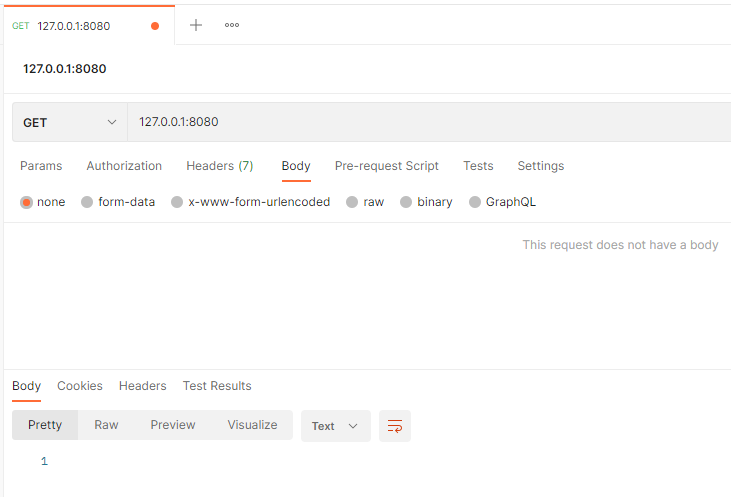 GET 127.0.0.1:8080
127.0.0.1:8080
GET 127.0.0.1:8080
Params Authorization Headers (7) Body Pre-request Script Tests Settings
none form-data x-www-form-urlencoded raw binary GraphQL
This request does not have a body
Body Cookies Headers Test Results
Pretty Raw Preview Visualize Text
1